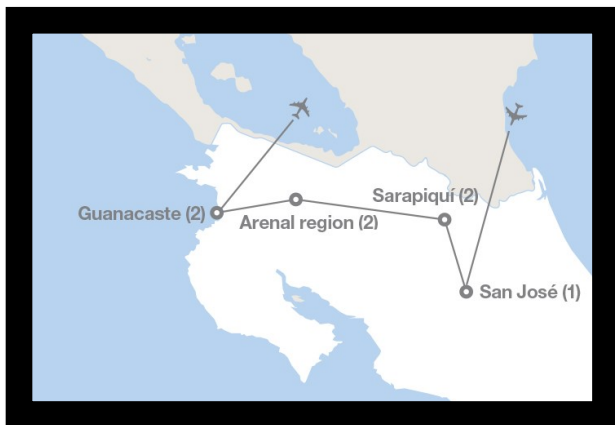 Sarapiquí (2)
Guanacaste (2)
Arenal region (2)
San José (1)